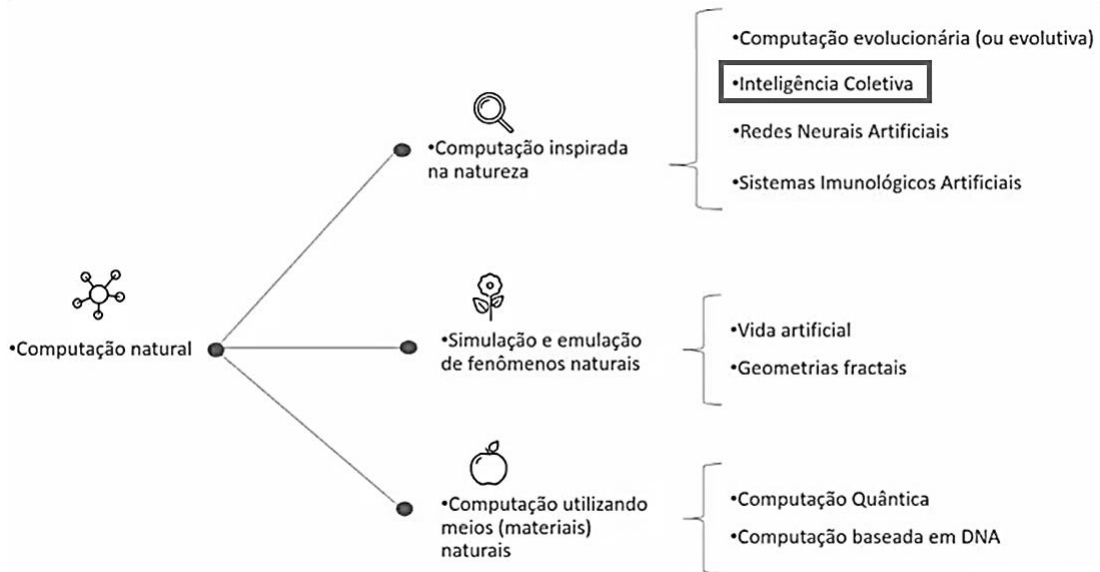 •Computação natural
•Computação inspirada
na natureza
•Computação evolucionária (ou evolutiva)
•Inteligência Coletiva
•Redes Neurais Artificiais
•Sistemas Imunológicos Artificiais
•Simulação e emulação
de fenômenos naturais
•Vida artificial
•Geometrias fractais
•Computação utilizando
meios (materiais)
naturais
•Computação Quântica
•Computação baseada em DNA